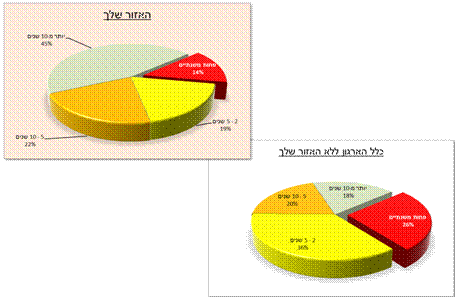 האזור שלך
יותר מ-10 שנים
45%
פחות משנתיים
14%
2 - 5 שנים
19%
5 - 10 שנים
22%
כלל הארגון ללא האזור שלך
יותר מ-10 שנים
18%
5 - 10 שנים
20%
פחות משנתיים
26%
2 - 5 שנים
36%